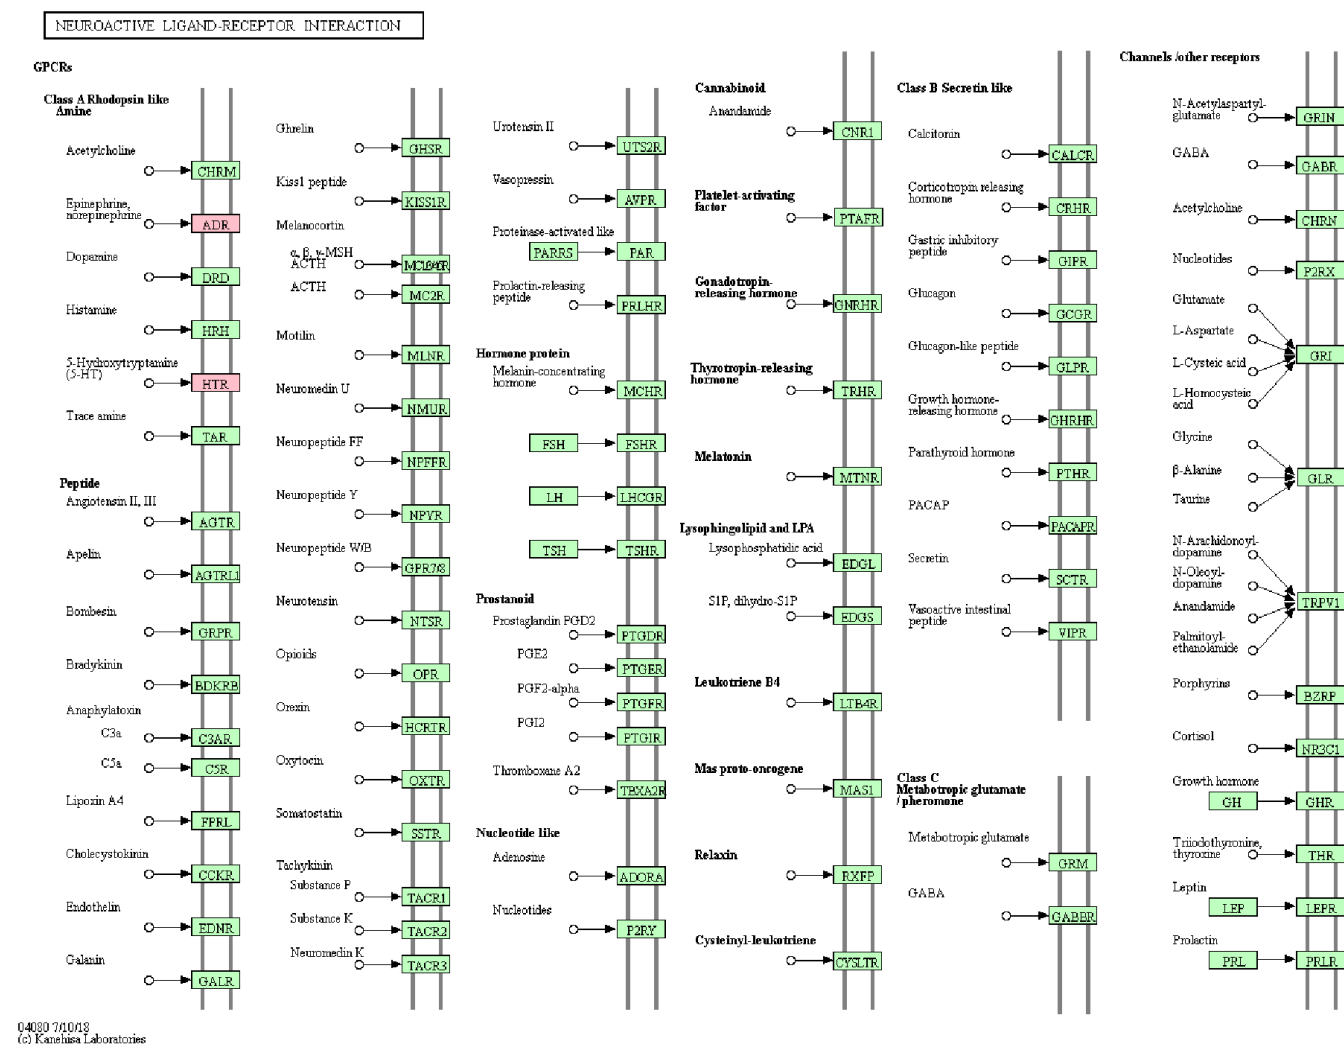 NEUROACTIVE LIGAND-RECEPTOR INTERACTION
GPCRs
Class A Rhodopsin like
Amine
Acetylcholine
CHRM
Epinephrine,
norepinephrine
ADR
Dopamine
DRD
Histamine
HRH
5-Hydroxytryptamine
(5-HT)
HTR
Trace amine
TAR
Peptide
Angiotensin II, III
AGTR
Apelin
AGTRL1
Bombesin
GRPR
Bradykinin
BDKRB
Anaphylatoxin
C3a
C3AR
C5a
C5R
Lipoxin A4
FPRL
Cholecystokinin
CCKR
Endothelin
EDNR
Galanin
GALR
Ghrelin
GHSR
Kiss1 peptide
KISS1R
Melanocortin
α, β, γ-MSH
ACTH
ACTH
MC2R
Motilin
MLNR
Neuromedin U
NMUR
Neuropeptide FF
NPFFR
Neuropeptide Y
NPYR
Neuropeptide W/B
GPR7/8
Neurotensin
NTSR
Opioids
OPR
Orexin
HCRTR
Oxytocin
OXTR
Somatostatin
SSTR
Tachykinin
Substance P
TACR1
Substance K
TACR2
Neuromedin K
TACR3
Urotensin II
UTS2R
Vasopressin
AVPR
Proteinase-activated like
PARRS PAR
Prolactin-releasing
peptide
PRLHR
Hormone protein
Melanin-concentrating
hormone
MCHR
FSH FSHR
LH LHCGR
TSH TSHR
Prostanoid
Prostaglandin PGD2
PTGDR
PGE2
PTGER
PGF2-alpha
PTGFR
PGI2
PTGIR
Thromboxane A2
TBXA2R
Nucleotide like
Adenosine
ADORA
Nucleotides
P2RY
Cannabinoid
Anandamide
CNR1
Platelet-activating
factor
PTAFR
Gonadotropin-
releasing hormone
GNRHR
Thyrotropin-releasing
hormone
TRHR
Melatonin
MTNR
Lysophingolipid and LPA
Lysophosphatidic acid
EDGL
S1P, dihydro-S1P
EDGS
Leukotriene B4
LTB4R
Mas proto-oncogene
MAS1
Relaxin
RXFP
Cysteinyl-leukotriene
CYSLTR
Class B Secretin like
Calcitonin
CALCR
Corticotropin releasing
hormone
CRHR
Gastric inhibitory
peptide
GIPR
Glucagon
GCGR
Glucagon-like peptide
GLPR
Growth hormone-
releasing hormone
GHRHR
Parathyroid hormone
PTHR
PACAP
PACAPR
Secretin
SCTR
Vasoactive intestinal
peptide
VIPR
Class C
Metabotropic glutamate
/ pheromone
Metabotropic glutamate
GRM
GABA
GABBR
Channels /other receptors
N-Acetylaspartyl-
glutamate
GRIN
GABA
GABR
Acetylcholine
CHRN
Nucleotides
P2RX
Glutamate
L-Aspartate
L-Cysteic acid
L-Homocysteic
acid
GRI
Glycine
β-Alanine
Taurine
GLR
N-Arachidonoyl-
dopamine
N-Oleoyl-
dopamine
Anandamide
Palmitoyl-
ethanolamide
TRPV1
Porphyrins
BZRP
Cortisol
NR3C1
Growth hormone
GH GHR
Triiodothyronine,
thyroxine
THR
Leptin
LEP LEPR
Prolactin
PRL PRLR
04080 7/10/18
(c) Kanehisa Laboratories